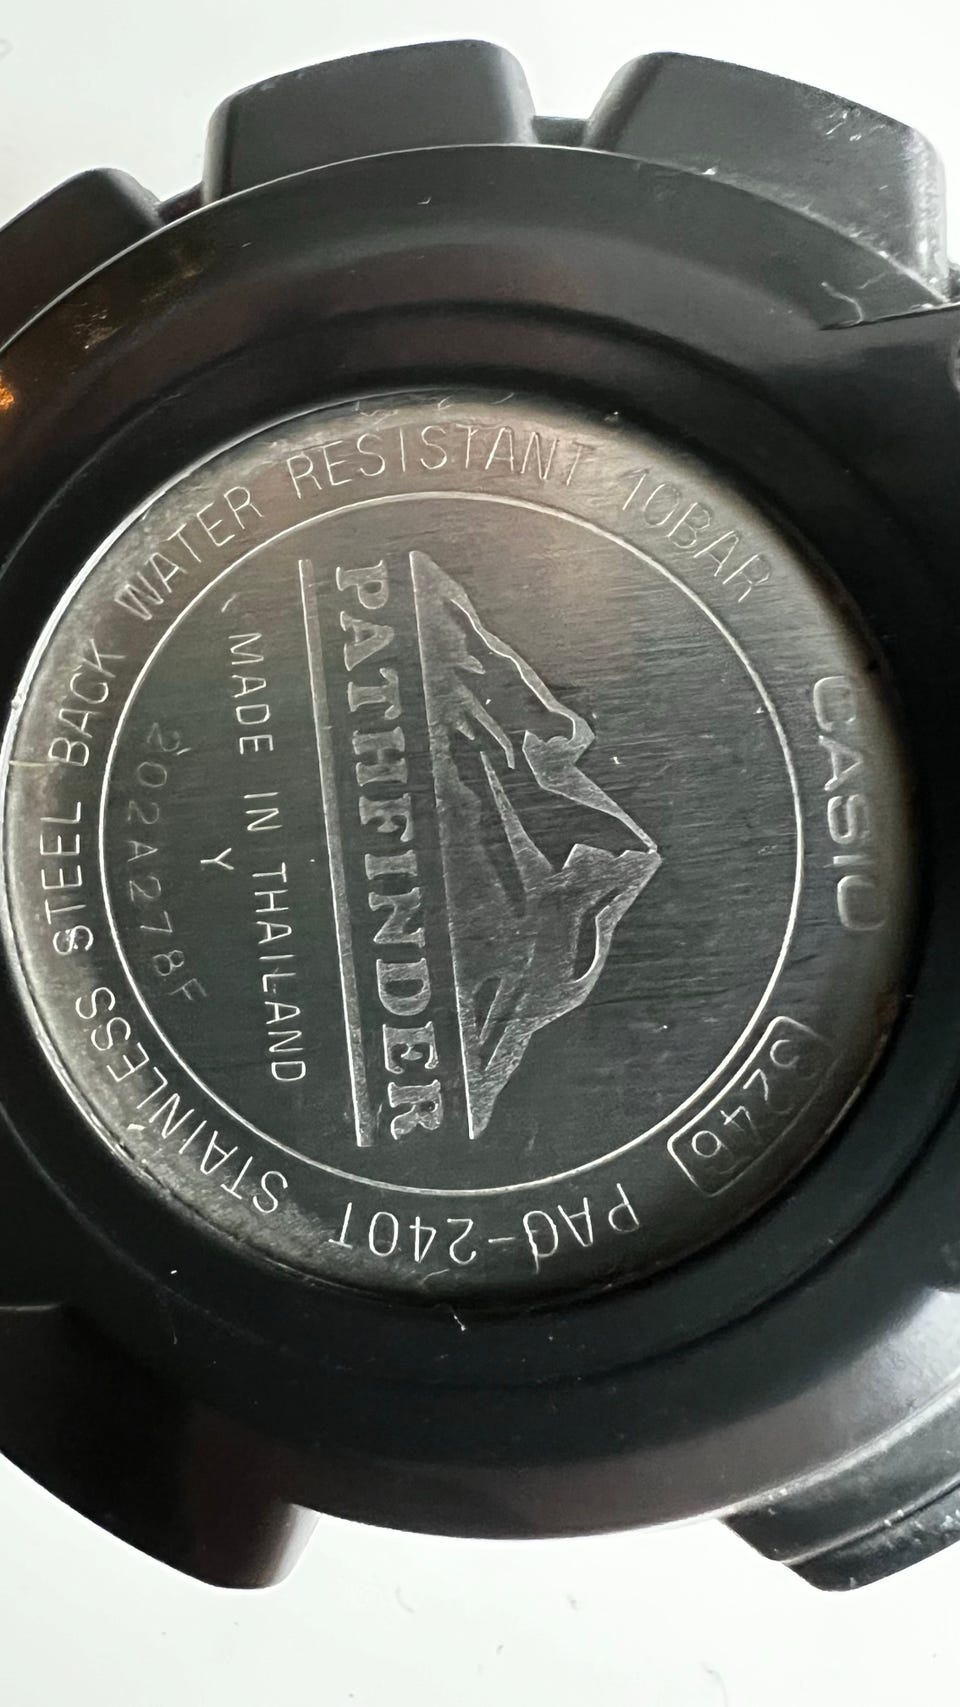 CASIO
3246
PAG-240T STAINLESS STEEL BACK WATER RESISTANT 10BAR
PATHFINDER
MADE IN THAILAND
Y
202A278F